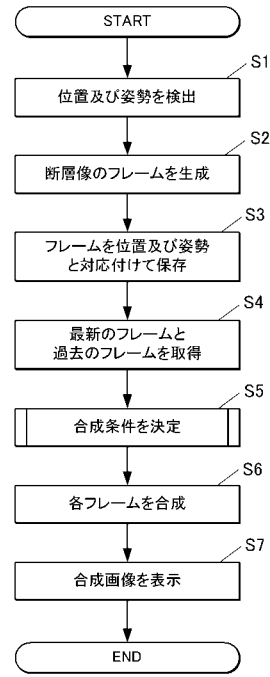 START
S1
位置及び姿勢を検出
S2
断層像のフレームを生成
S3
フレームを位置及び姿勢
と対応付けて保存
S4
最新のフレームと
過去のフレームを取得
S5
合成条件を決定
S6
各フレームを合成
S7
合成画像を表示
END